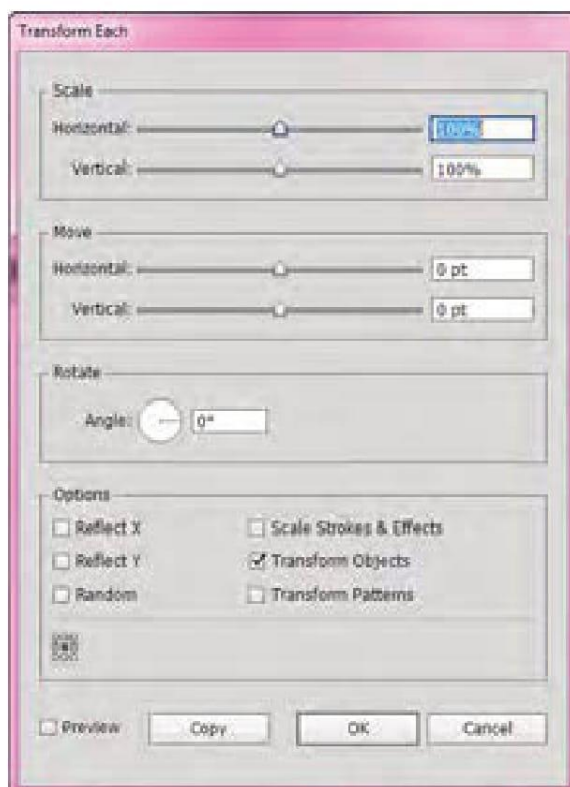 Transform Each
Scale
Horizontal: 100%
Vertical: 100%
Move
Horizontal: 0 pt
Vertical: 0 pt
Rotate
Angle: 0°
Options
Reflect X Scale Strokes & Effects
Reflect Y Transform Objects
Random Transform Patterns
Preview Copy OK Cancel